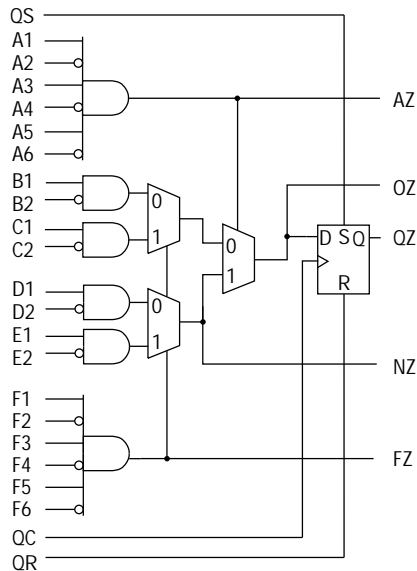 QS
A1
A2
A3
A4
A5
A6
AZ
B1
B2
C1
C2
0
1
0
1
OZ
D S Q
R
QZ
D1
D2
E1
E2
0
1
NZ
F1
F2
F3
F4
F5
F6
FZ
QC
QR